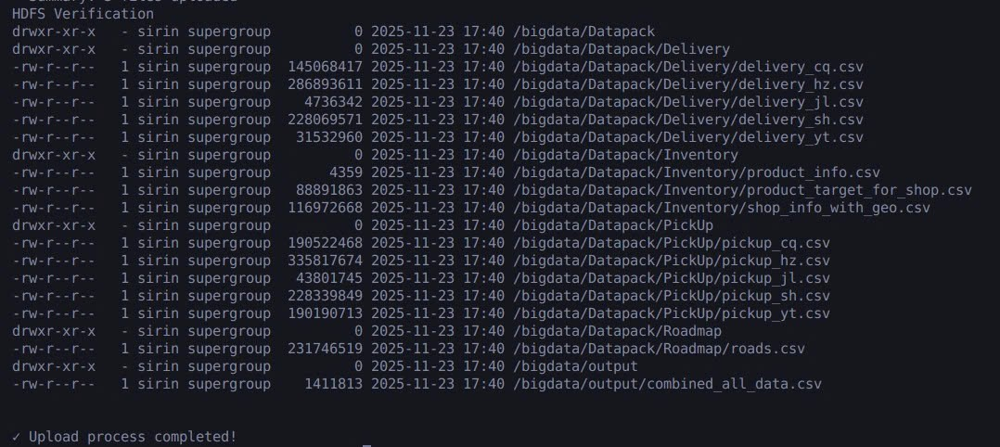 HDFS Verification
drwxr-xr-x   - sirin supergroup          0 2025-11-23 17:40 /bigdata/Datapack
drwxr-xr-x   - sirin supergroup          0 2025-11-23 17:40 /bigdata/Datapack/Delivery
-rw-r--r--   1 sirin supergroup  145068417 2025-11-23 17:40 /bigdata/Datapack/Delivery/delivery_cq.csv
-rw-r--r--   1 sirin supergroup  286893611 2025-11-23 17:40 /bigdata/Datapack/Delivery/delivery_hz.csv
-rw-r--r--   1 sirin supergroup    4736342 2025-11-23 17:40 /bigdata/Datapack/Delivery/delivery_jl.csv
-rw-r--r--   1 sirin supergroup  228069571 2025-11-23 17:40 /bigdata/Datapack/Delivery/delivery_sh.csv
-rw-r--r--   1 sirin supergroup   31532960 2025-11-23 17:40 /bigdata/Datapack/Delivery/delivery_yt.csv
drwxr-xr-x   - sirin supergroup          0 2025-11-23 17:40 /bigdata/Datapack/Inventory
-rw-r--r--   1 sirin supergroup       4359 2025-11-23 17:40 /bigdata/Datapack/Inventory/product_info.csv
-rw-r--r--   1 sirin supergroup   88891863 2025-11-23 17:40 /bigdata/Datapack/Inventory/product_target_for_shop.csv
-rw-r--r--   1 sirin supergroup  116972668 2025-11-23 17:40 /bigdata/Datapack/Inventory/shop_info_with_geo.csv
drwxr-xr-x   - sirin supergroup          0 2025-11-23 17:40 /bigdata/Datapack/PickUp
-rw-r--r--   1 sirin supergroup  190522468 2025-11-23 17:40 /bigdata/Datapack/PickUp/pickup_cq.csv
-rw-r--r--   1 sirin supergroup  335817674 2025-11-23 17:40 /bigdata/Datapack/PickUp/pickup_hz.csv
-rw-r--r--   1 sirin supergroup   43801745 2025-11-23 17:40 /bigdata/Datapack/PickUp/pickup_jl.csv
-rw-r--r--   1 sirin supergroup  228339849 2025-11-23 17:40 /bigdata/Datapack/PickUp/pickup_sh.csv
-rw-r--r--   1 sirin supergroup  190190713 2025-11-23 17:40 /bigdata/Datapack/PickUp/pickup_yt.csv
drwxr-xr-x   - sirin supergroup          0 2025-11-23 17:40 /bigdata/Datapack/Roadmap
-rw-r--r--   1 sirin supergroup  231746519 2025-11-23 17:40 /bigdata/Datapack/Roadmap/roads.csv
drwxr-xr-x   - sirin supergroup          0 2025-11-23 17:40 /bigdata/output
-rw-r--r--   1 sirin supergroup    1411813 2025-11-23 17:40 /bigdata/output/combined_all_data.csv
✓ Upload process completed!